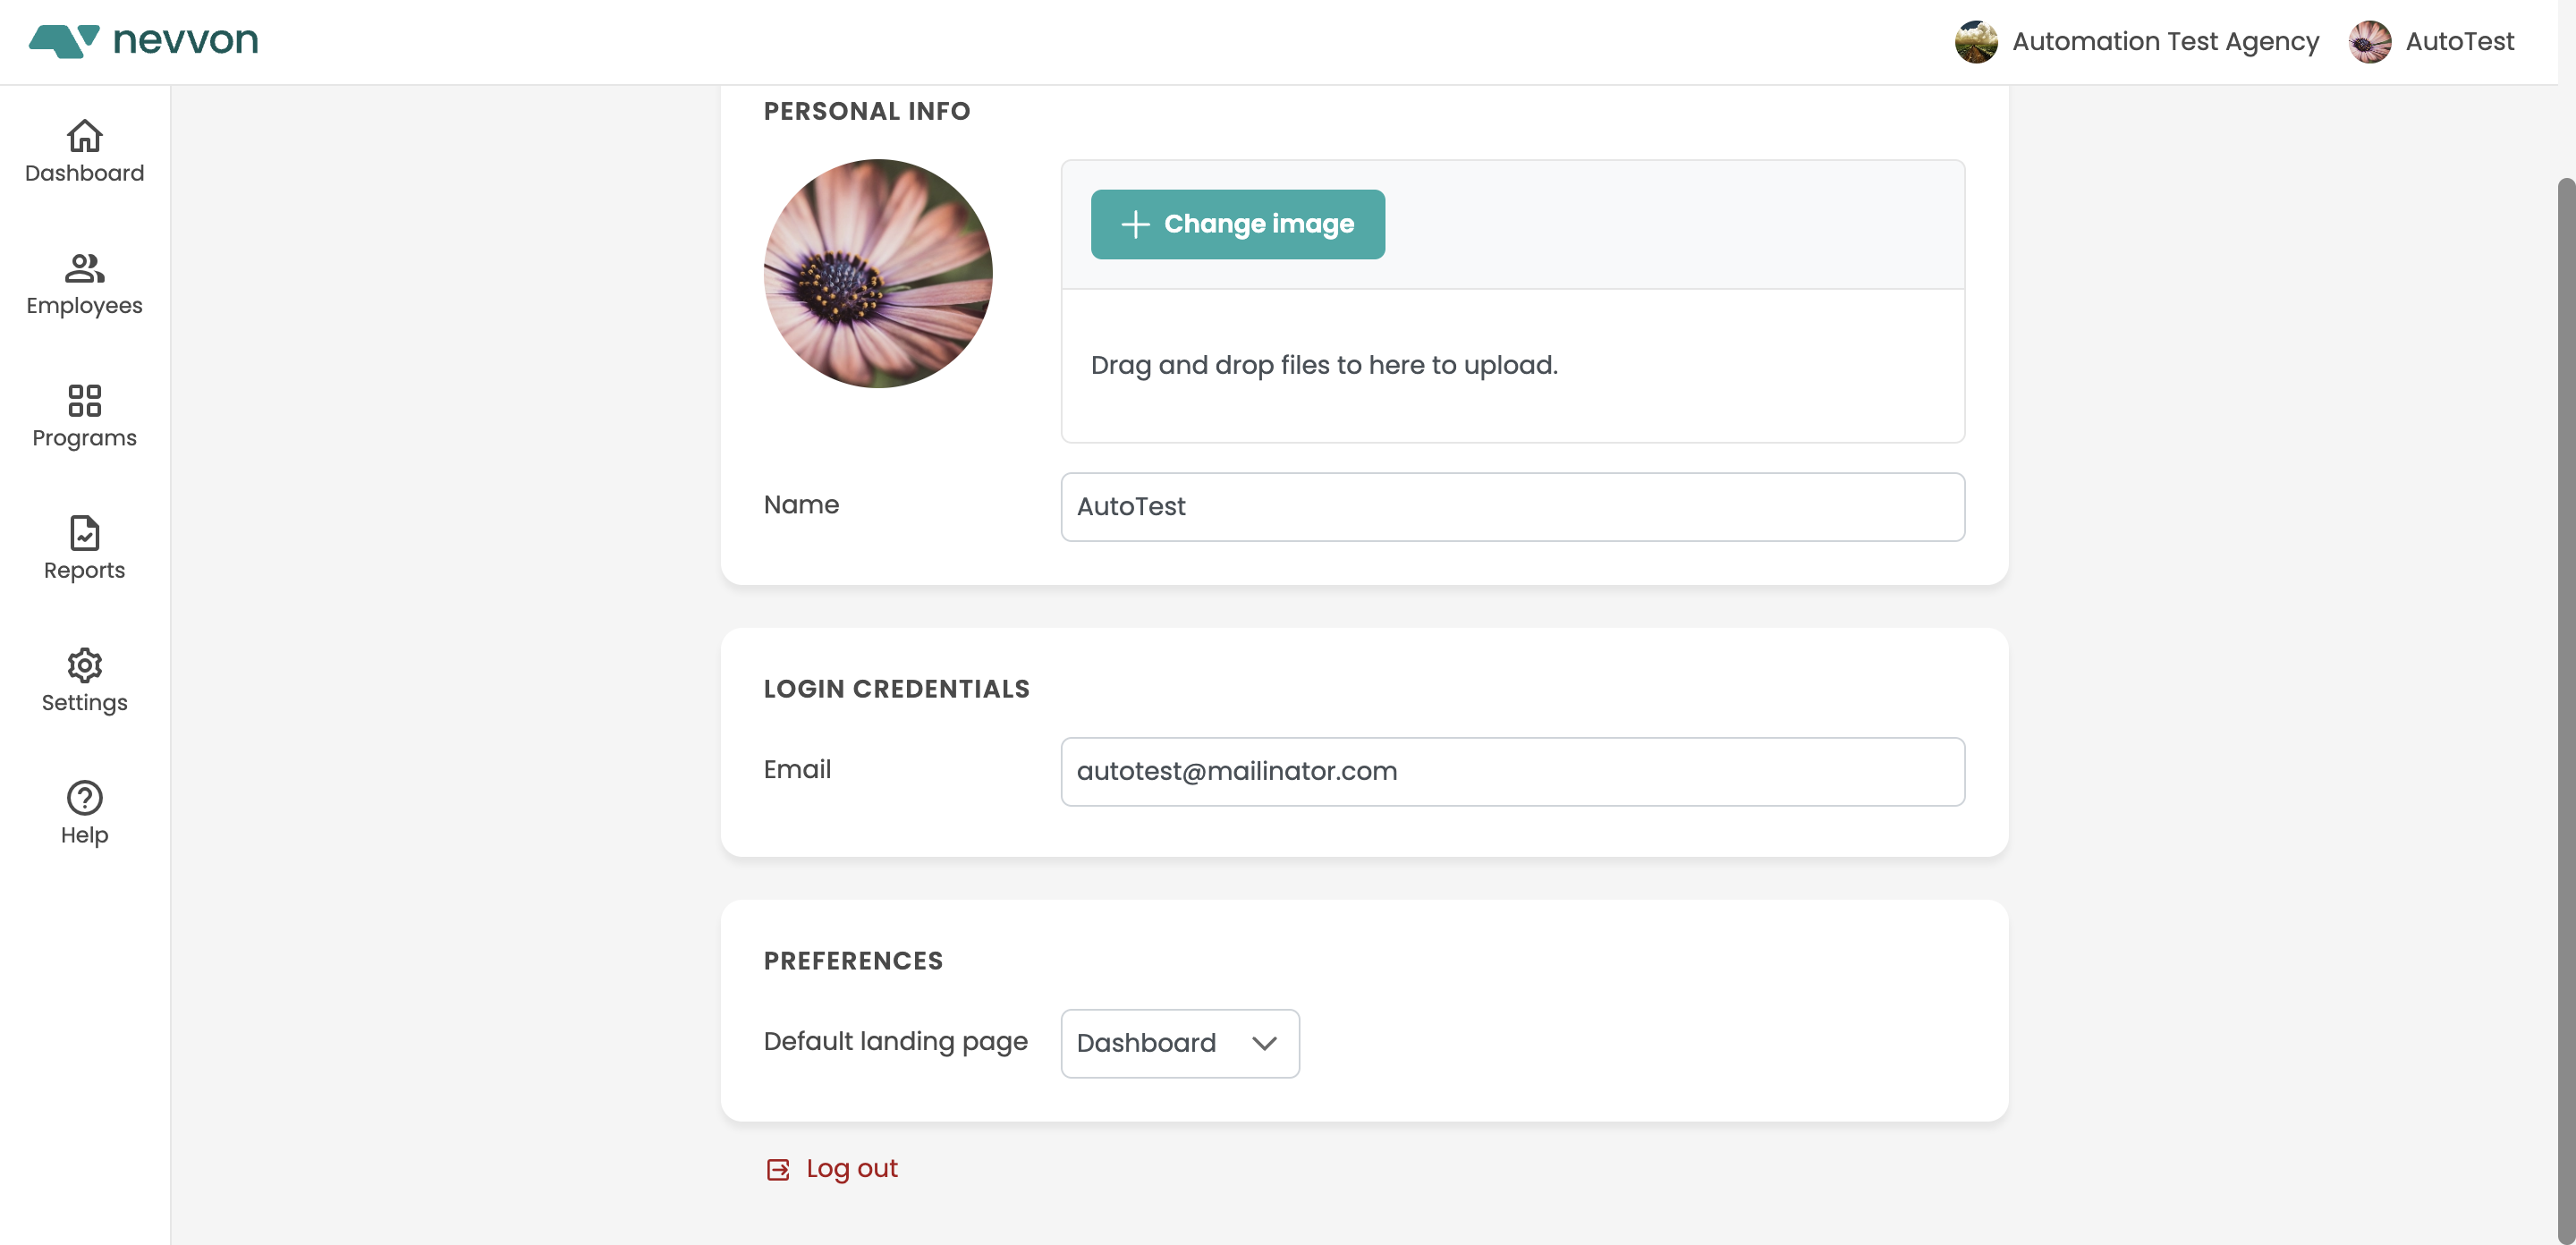 nevvon
Automation Test Agency
AutoTest
Dashboard
Employees
Programs
Reports
Settings
Help
PERSONAL INFO
Change image
Drag and drop files to here to upload.
Name
AutoTest
LOGIN CREDENTIALS
Email
autotest@mailinator.com
PREFERENCES
Default landing page
Dashboard
Log out